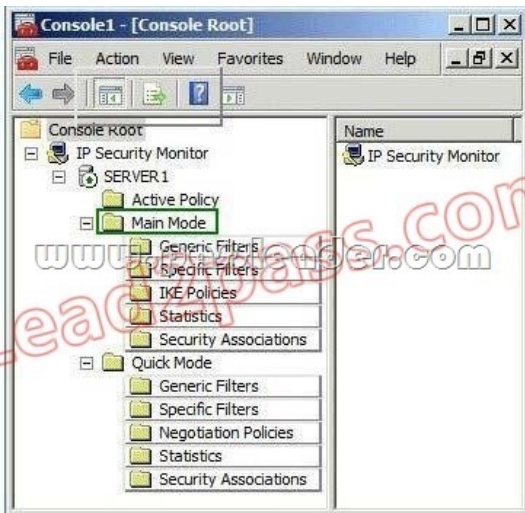 Console1 - [Console Root]
File Action View Favorites Window Help
Console Root
Name
IP Security Monitor
IP Security Monitor
SERVER1
Active Policy
Main Mode
Generic Filters
Specific Filters
IKE Policies
Statistics
Security Associations
Quick Mode
Generic Filters
Specific Filters
Negotiation Policies
Statistics
Security Associations